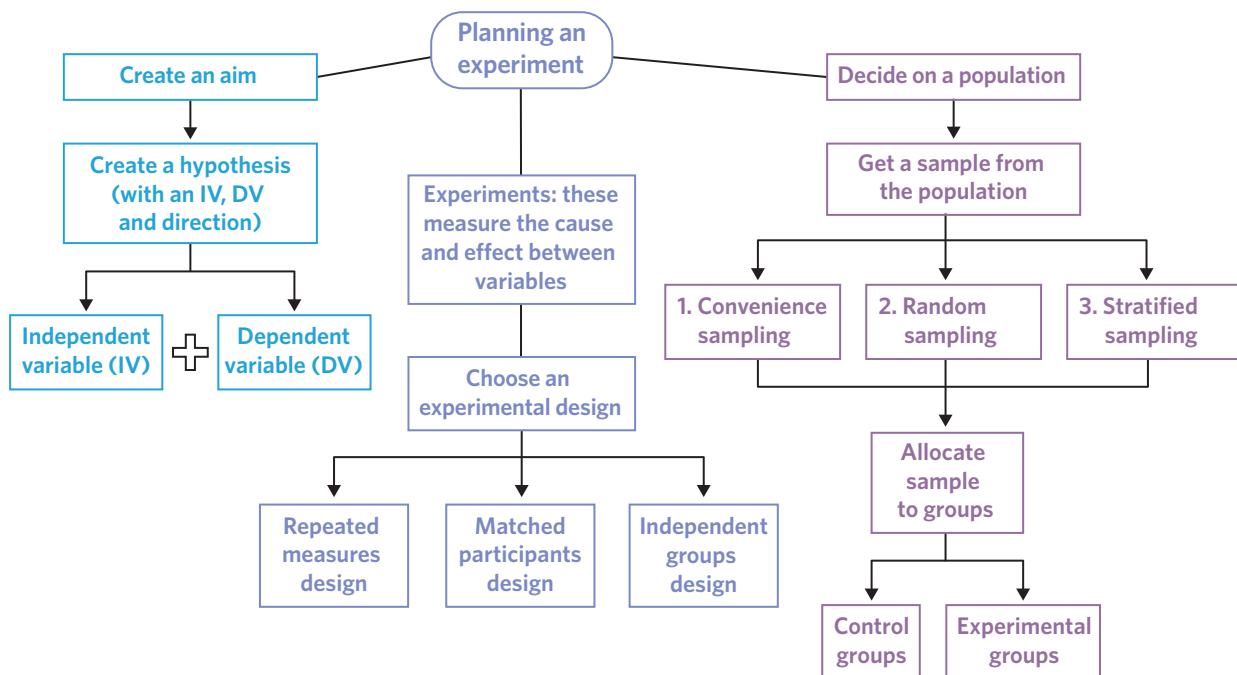 Planning an
experiment
Create an aim
Create a hypothesis
(with an IV, DV
and direction)
Independent
variable (IV)
Dependent
variable (DV)
Experiments: these
measure the cause
and effect between
variables
Choose an
experimental design
Repeated
measures
design
Matched
participants
design
Independent
groups
design
Decide on a population
Get a sample from
the population
1. Convenience
sampling
2. Random
sampling
3. Stratified
sampling
Allocate
sample
to groups
Control
groups
Experimental
groups